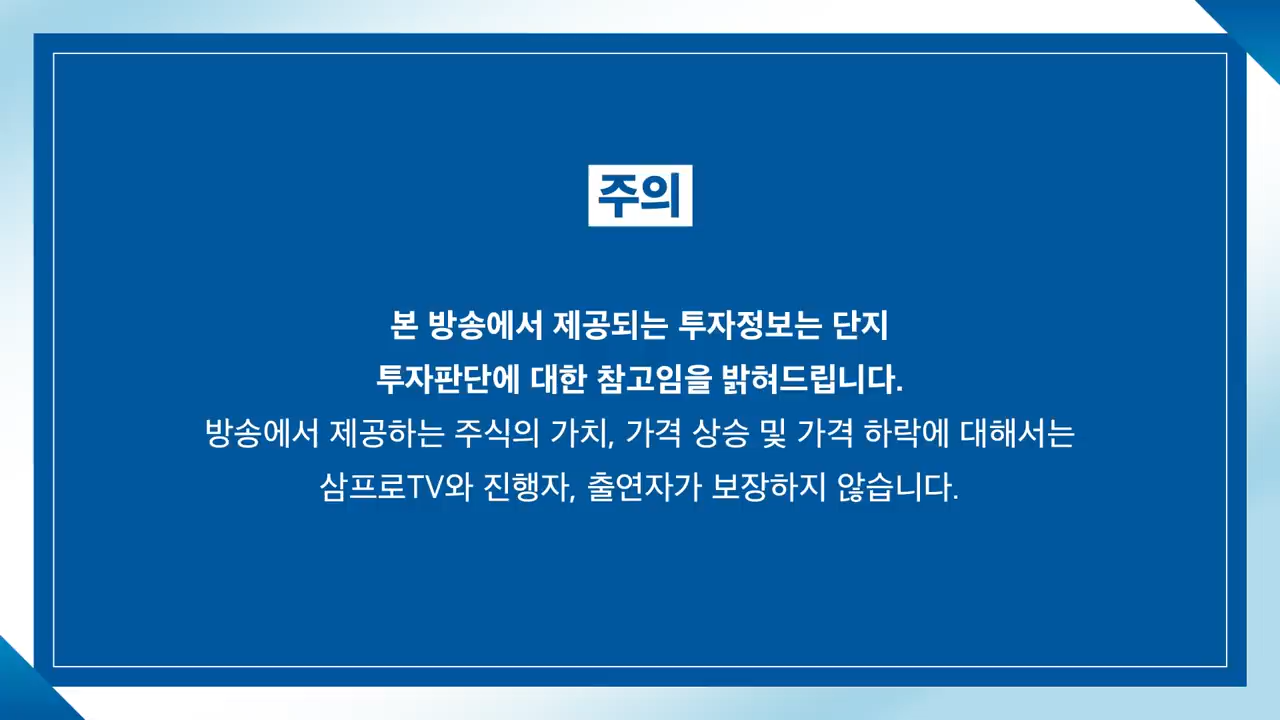 주의
본 방송에서 제공되는 투자정보는 단지
투자판단에 대한 참고임을 밝혀드립니다.
방송에서 제공하는 주식의 가치, 가격 상승 및 가격 하락에 대해서는
삼프로TV와 진행자, 출연자가 보장하지 않습니다.